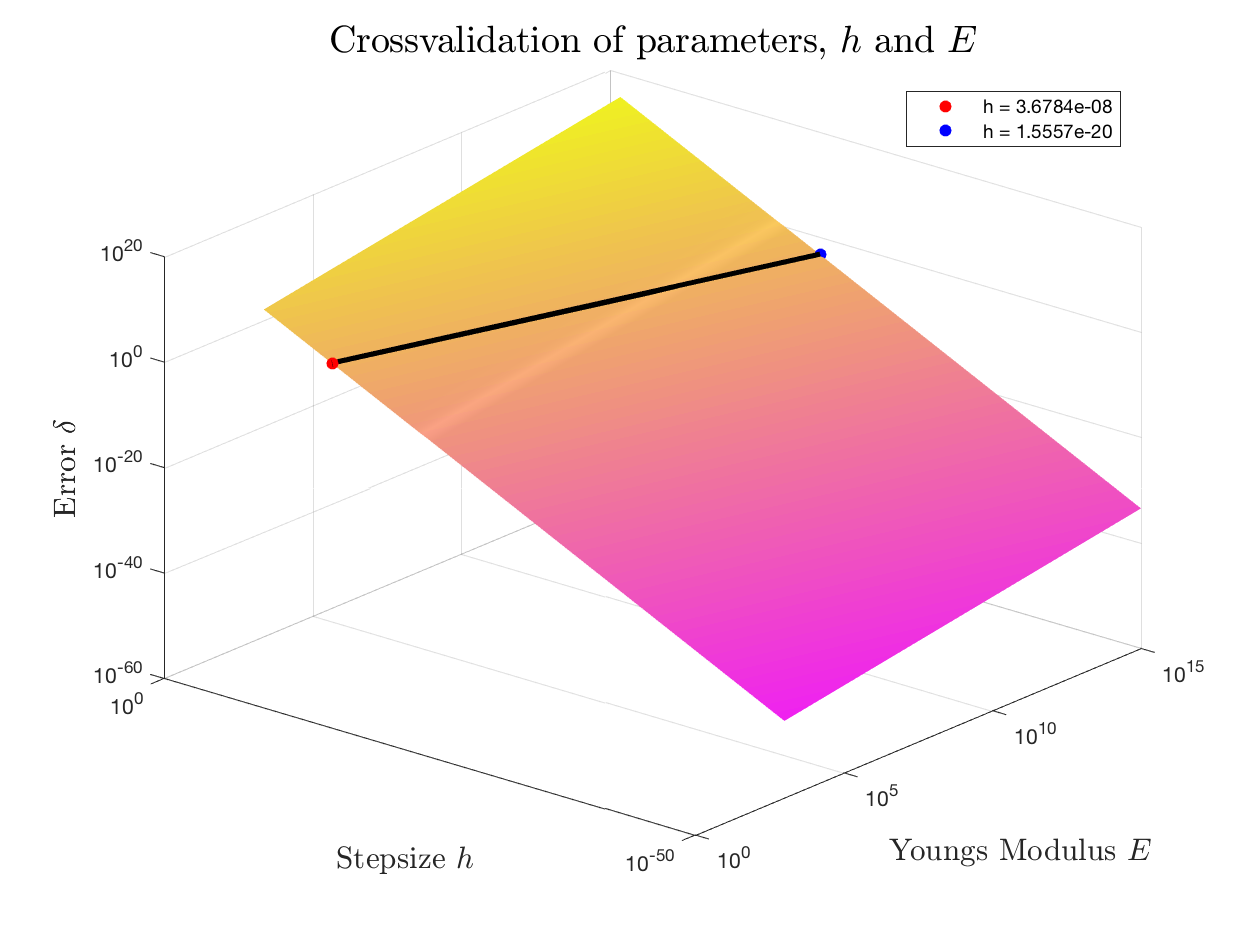 Crossvalidation of parameters, h and E
h = 3.6784e-08
h = 1.5557e-20
10^20
10^0
10^-20
10^-40
10^-60
Error δ
10^0
10^-50
Stepsize h
10^0
10^5
10^10
10^15
Youngs Modulus E